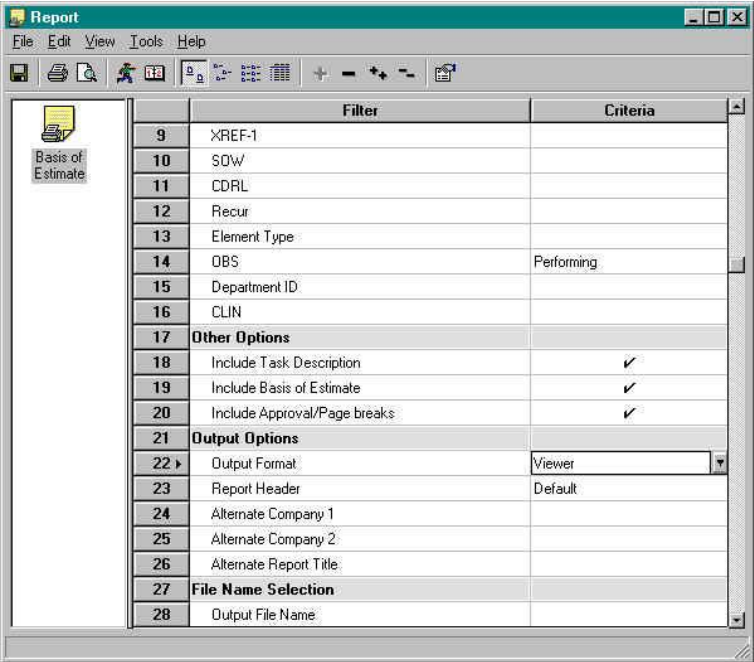 Report
File Edit View Tools Help
Basis of
Estimate
Filter Criteria
9 XREF-1
10 SOW
11 CDRL
12 Recur
13 Element Type
14 OBS Performing
15 Department ID
16 CLIN
17 Other Options
18 Include Task Description ✔
19 Include Basis of Estimate ✔
20 Include Approval/Page breaks ✔
21 Output Options
22 Output Format Viewer
23 Report Header Default
24 Alternate Company 1
25 Alternate Company 2
26 Alternate Report Title
27 File Name Selection
28 Output File Name